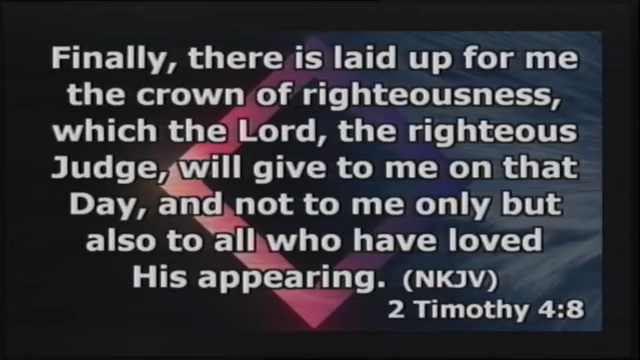 Finally, there is laid up for me
the crown of righteousness,
which the Lord, the righteous
Judge, will give to me on that
Day, and not to me only but
also to all who have loved
His appearing. (NKJV)
2 Timothy 4:8